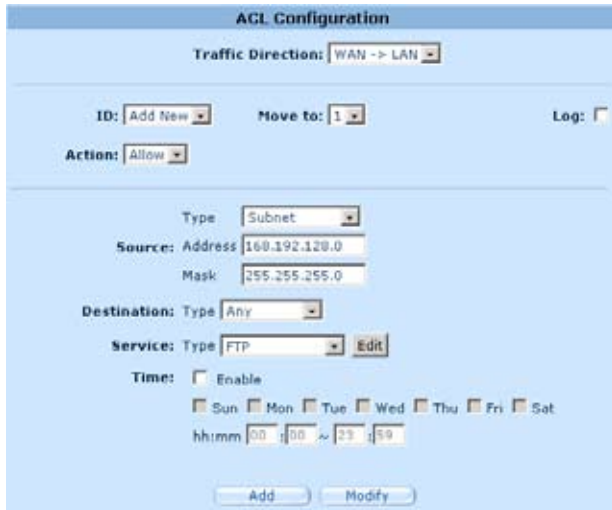 ACL Configuration
Traffic Direction: WAN -> LAN
ID: Add New Move to: 1 Log:
Action: Allow
Type Subnet
Source: Address 168.192.128.0
Mask 255.255.255.0
Destination: Type Any
Service: Type FTP Edit
Time: Enable
Sun Mon Tue Wed Thu Fri Sat
hh:mm 00 : 00 ~ 23 : 59
Add Modify